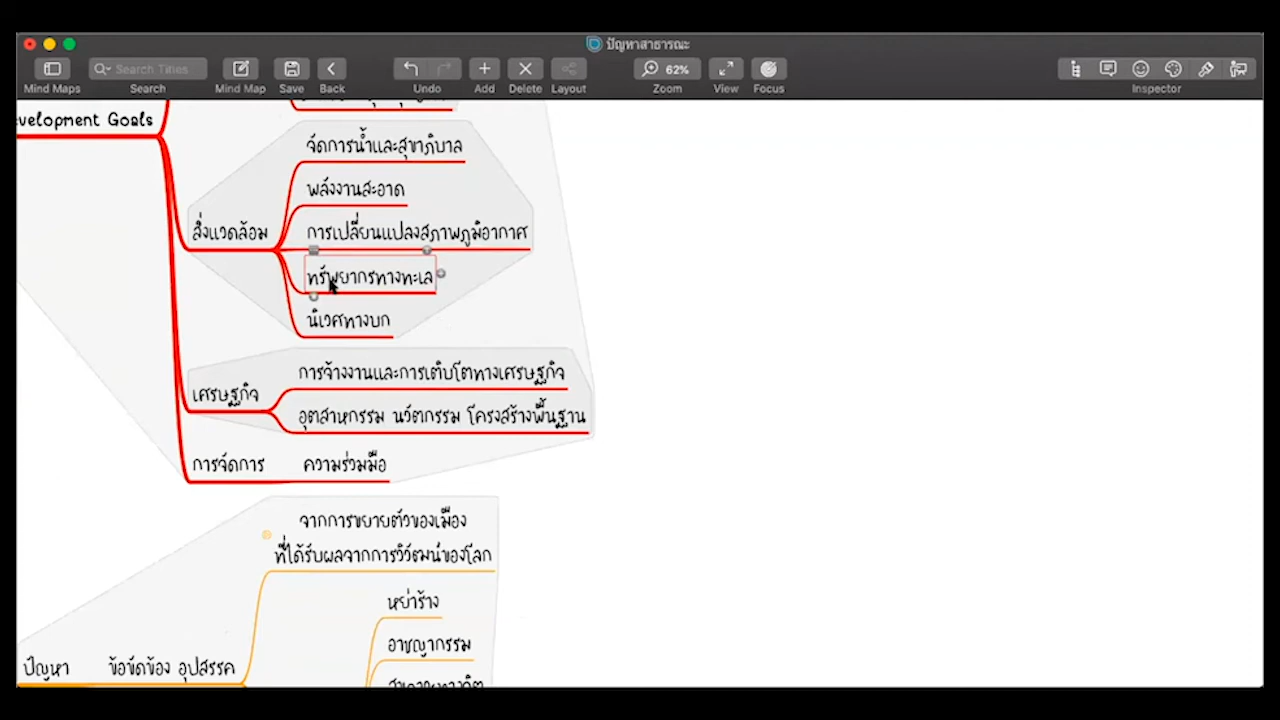 ปัญหาสาธารณะ
Search Titles
62%
Mind Maps
Search
Mind Map
Save
Back
Undo
Add
Delete
Layout
Zoom
View
Focus
Inspector
velopment Goals
จัดการน้ำและสุขาภิบาล
พลังงานสะอาด
สิ่งแวดล้อม
การเปลี่ยนแปลงสภาพภูมิอากาศ
ทรัพยากรทางทะเล
นิเวศทางบก
การจ้างงานและการเติบโตทางเศรษฐกิจ
เศรษฐกิจ
อุตสาหกรรม นวัตกรรม โครงสร้างพื้นฐาน
การจัดการ
ความร่วมมือ
จากการขยายตัวของเมือง
ที่ได้รับผลจากการวิวัฒน์ของโลก
หย่าร้าง
อาชญากรรม
ปัญหา
ข้อขัดข้อง อุปสรรค